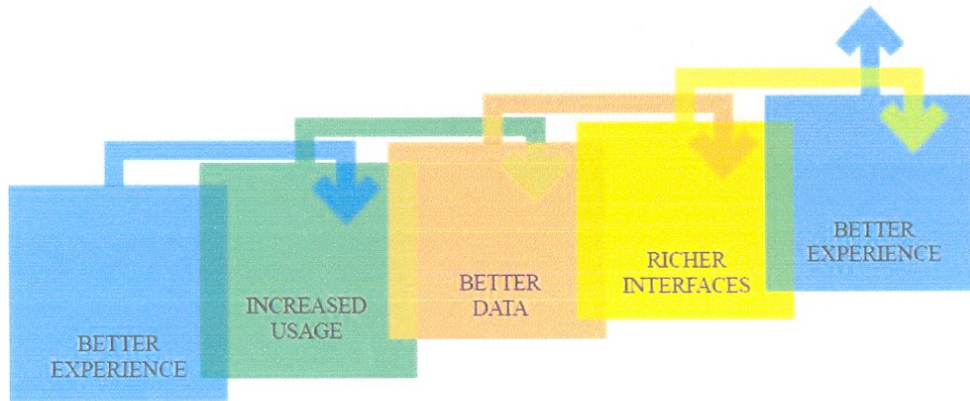 BETTER
EXPERIENCE
INCREASED
USAGE
BETTER
DATA
RICHER
INTERFACES
BETTER
EXPERIENCE